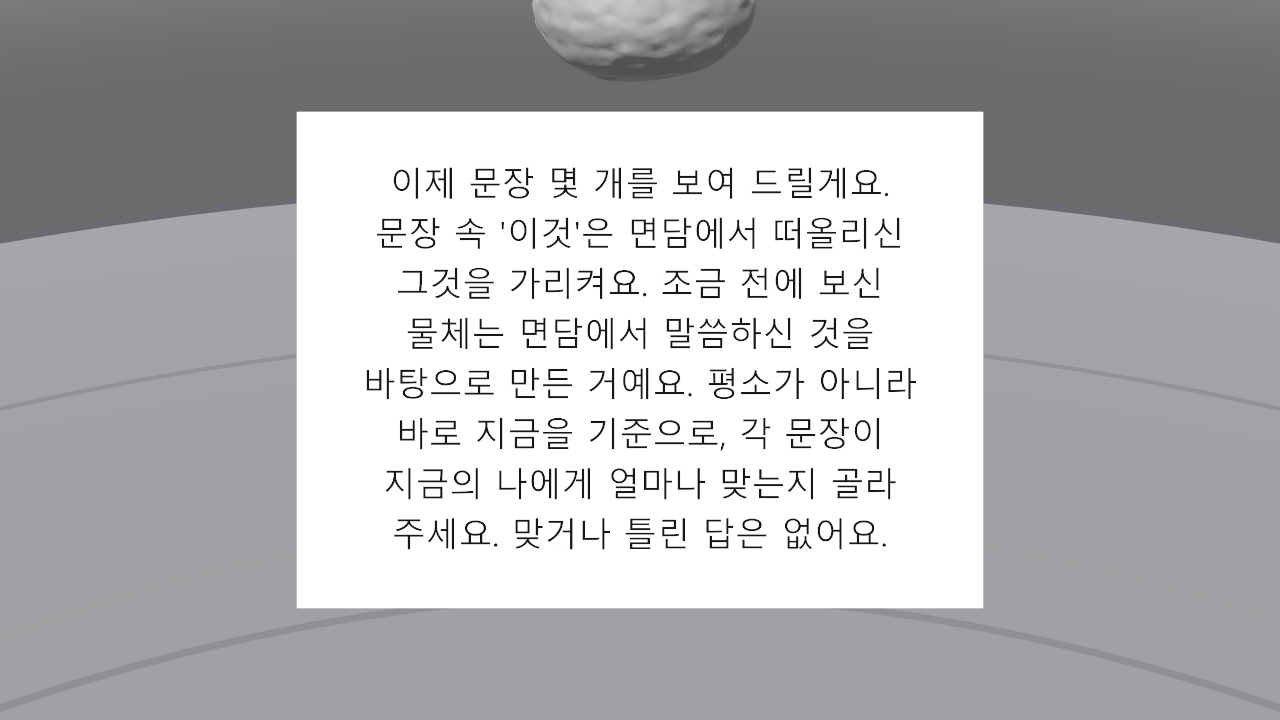 이제 문장 몇 개를 보여 드릴게요.
문장 속 '이것'은 면담에서 떠올리신
그것을 가리켜요. 조금 전에 보신
물체는 면담에서 말씀하신 것을
바탕으로 만든 거예요. 평소가 아니라
바로 지금을 기준으로, 각 문장이
지금의 나에게 얼마나 맞는지 골라
주세요. 맞거나 틀린 답은 없어요.